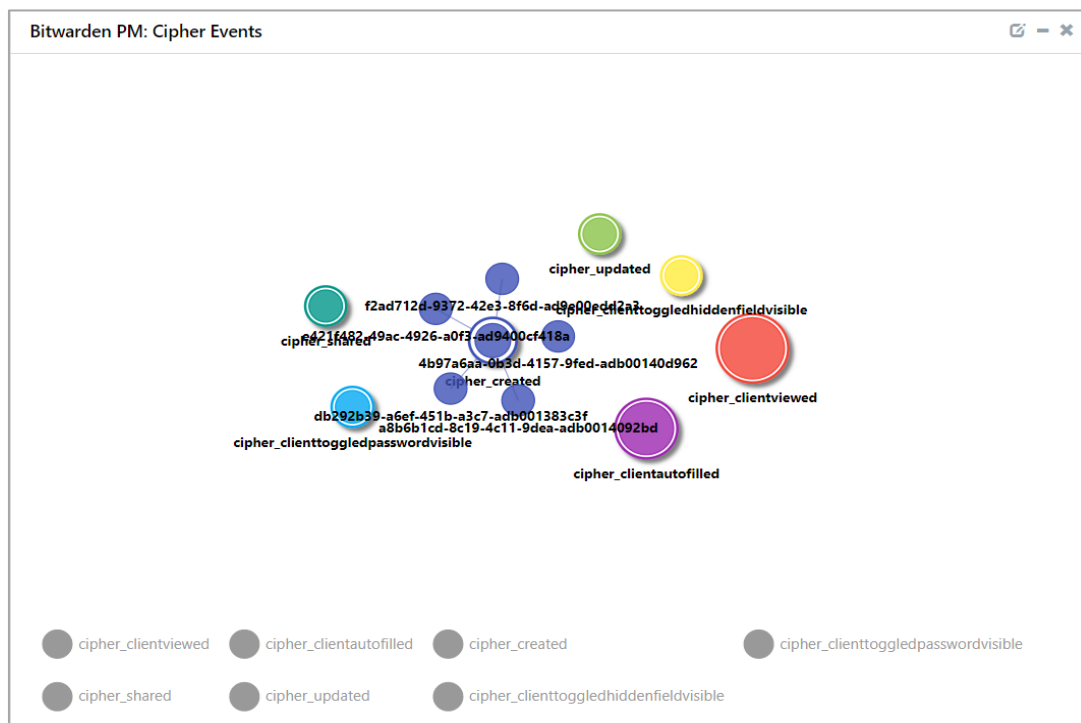 Bitwarden PM: Cipher Events
cipher_updated
f2ad712d-9372-42e3-8f6d-ad9e00edd2a3
cipher_clienttoggledhiddenfieldvisible
e421f482-49ac-4926-a0f3-ad9400cf418a
cipher_shared
4b97a6aa-0b3d-4157-9fed-adb00140d962
cipher_created
cipher_clientviewed
db292b39-a6ef-451b-a3c7-adb001383c3f
a8b6b1cd-8c19-4c11-9dea-adb0014092bd
cipher_clienttoggledpasswordvisible
cipher_clientautofilled
cipher_clientviewed
cipher_clientautofilled
cipher_created
cipher_clienttoggledpasswordvisible
cipher_shared
cipher_updated
cipher_clienttoggledhiddenfieldvisible